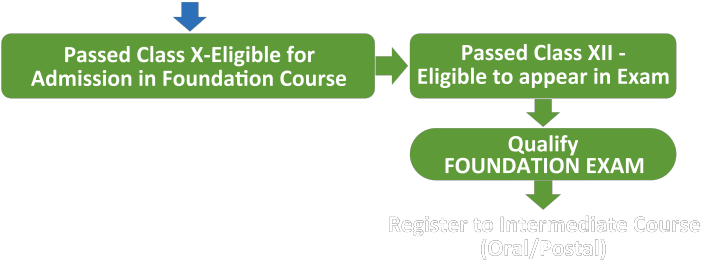 Passed Class X-Eligible for
Admission in Foundation Course
Passed Class XII -
Eligible to appear in Exam
Qualify
FOUNDATION EXAM
Register to Intermediate Course
(Oral/Postal)